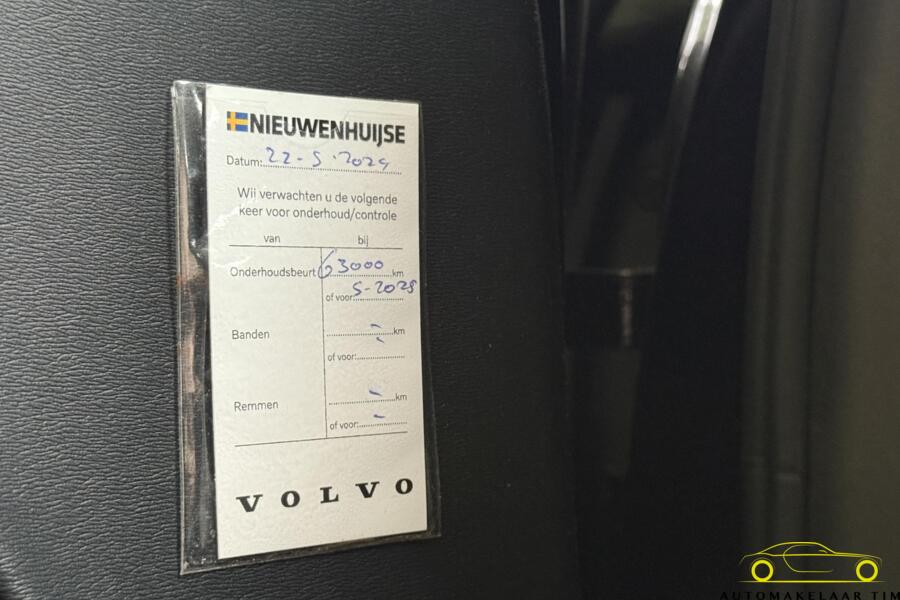 NIEUWENHUIJSE
Datum: 22-5-2024
Wij verwachten u de volgende
keer voor onderhoud/controle
van bij
Onderhoudsbeurt 63000 km
of voor: 5-2025
Banden - km
of voor: -
Remmen - km
of voor: -
VOLVO
AUTOMAKELAAR TIM